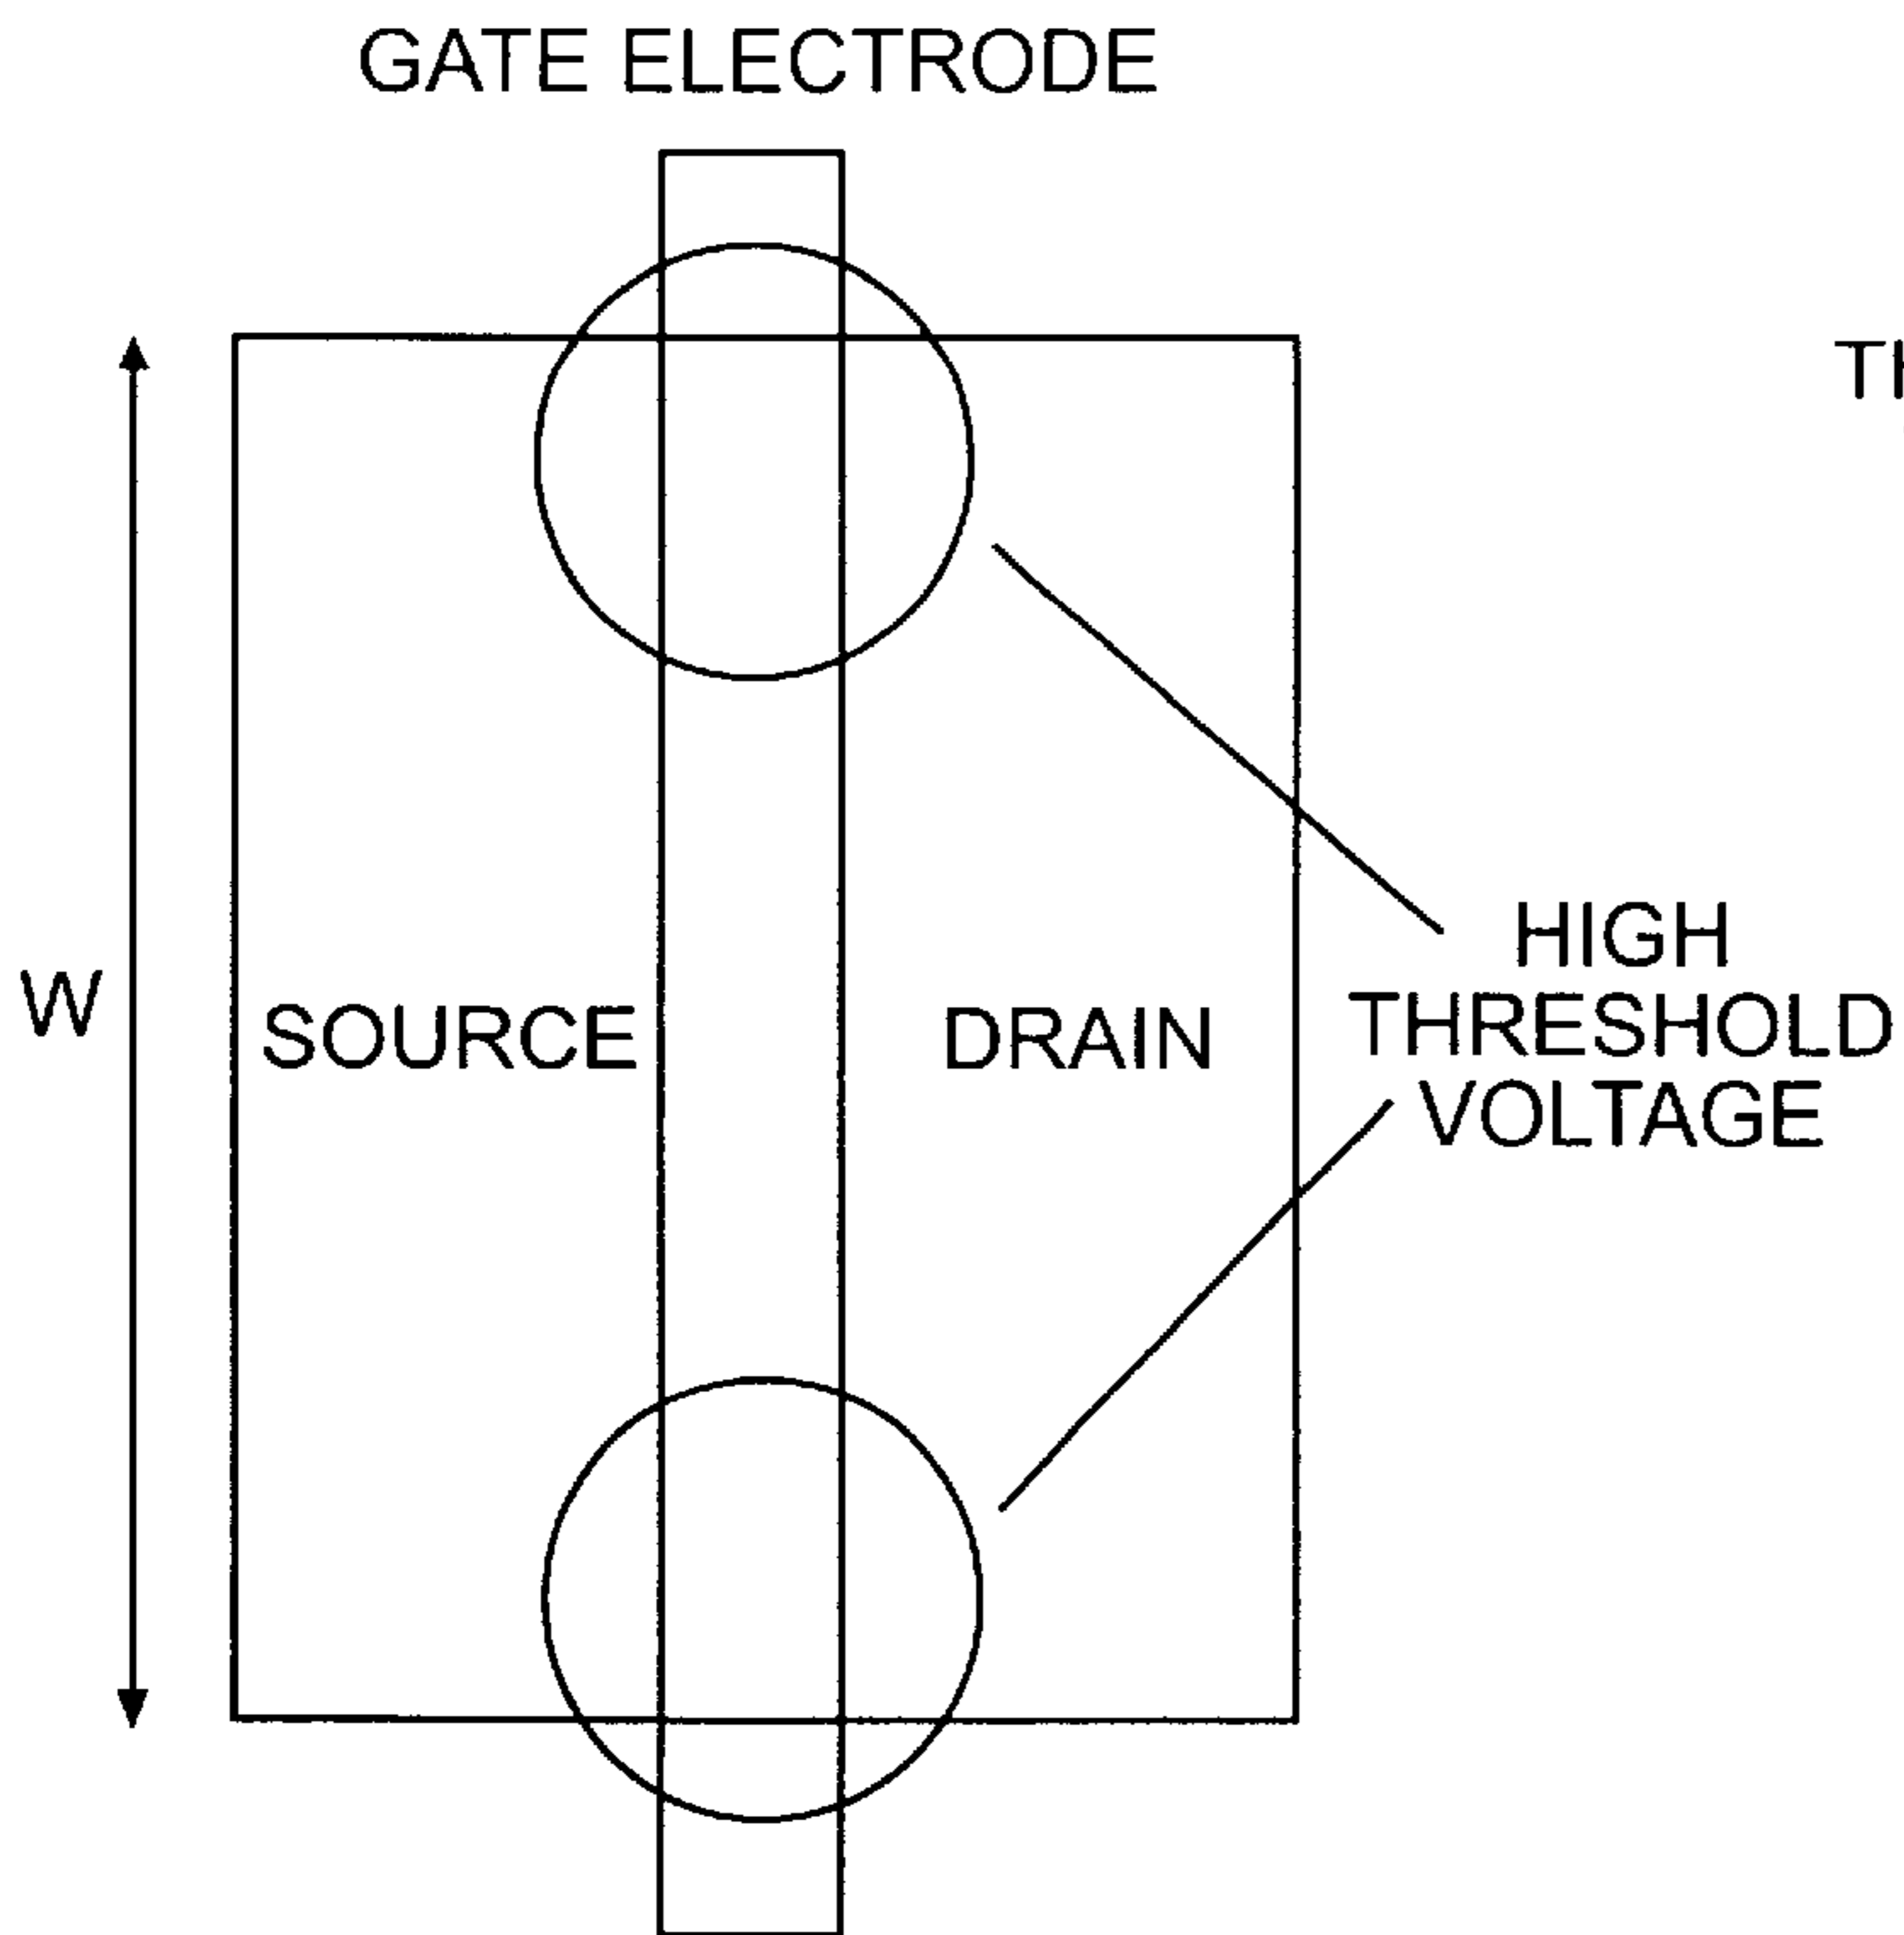 GATE ELECTRODE
W
SOURCE
DRAIN
HIGH
THRESHOLD
VOLTAGE